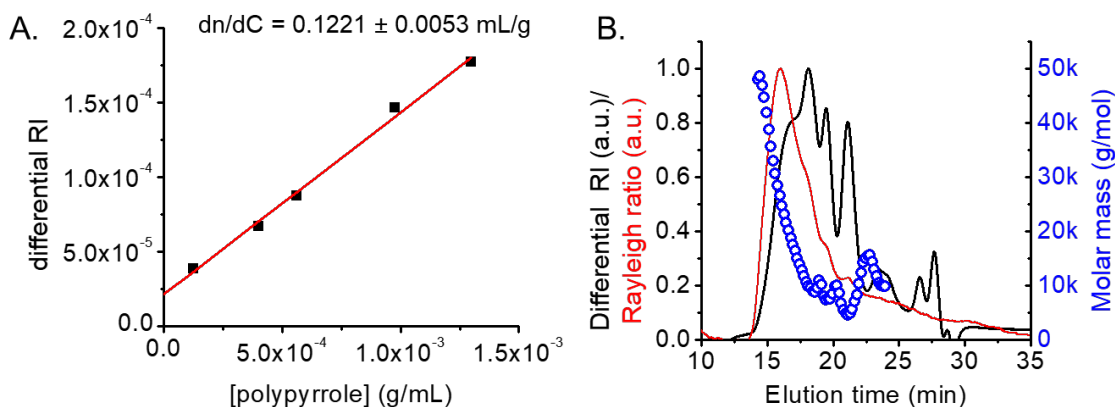 A.
dn/dC = 0.1221 ± 0.0053 mL/g
2.0x10⁻⁴
1.5x10⁻⁴
1.0x10⁻⁴
5.0x10⁻⁵
0.0
differential RI
0.0 5.0x10⁻⁴ 1.0x10⁻³ 1.5x10⁻³
[polypyrrole] (g/mL)
B.
1.0
0.8
0.6
0.4
0.2
0.0
Differential RI (a.u.)/
Rayleigh ratio (a.u.)
50k
40k
30k
20k
10k
0
Molar mass (g/mol)
10 15 20 25 30 35
Elution time (min)